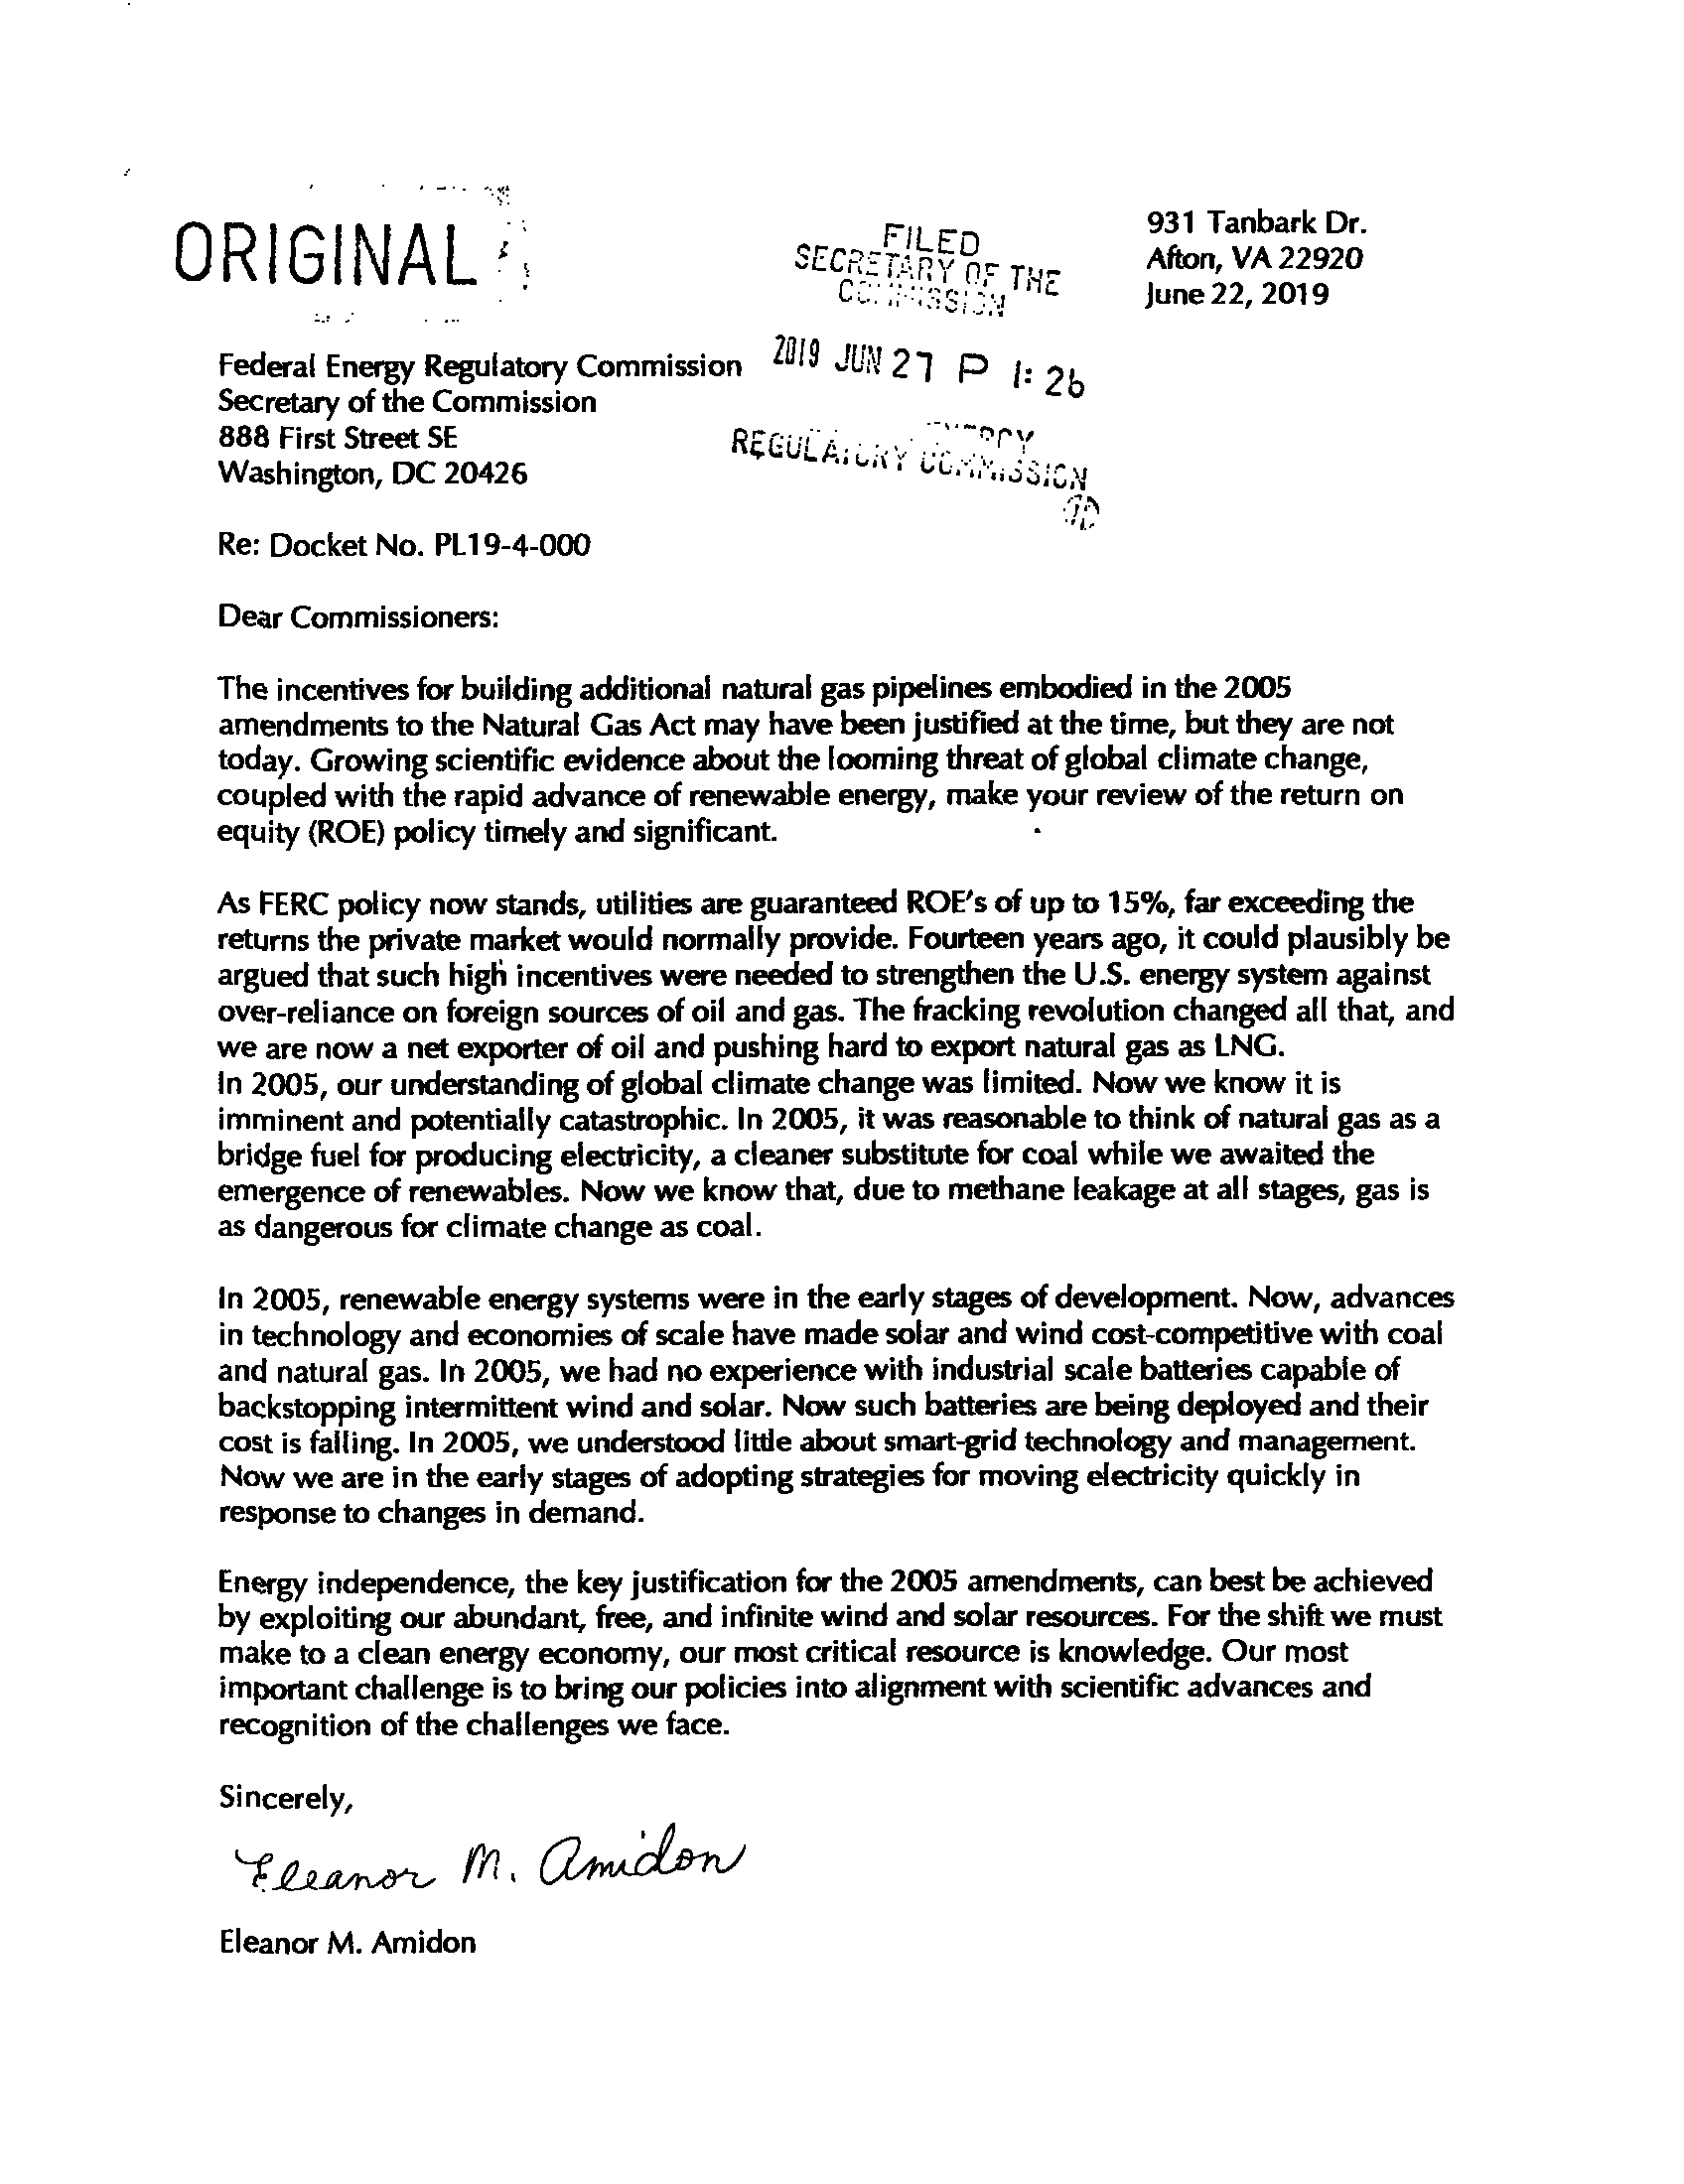 ORIGINAL
FILED
SECRETARY OF THE
COMMISSION
931 Tanbark Dr.
Afton, VA 22920
June 22, 2019
2019 JUN 27 P 1: 26
REGULATORY COMMISSION
Federal Energy Regulatory Commission
Secretary of the Commission
888 First Street SE
Washington, DC 20426
Re: Docket No. PL19-4-000
Dear Commissioners:
The incentives for building additional natural gas pipelines embodied in the 2005
amendments to the Natural Gas Act may have been justified at the time, but they are not
today. Growing scientific evidence about the looming threat of global climate change,
coupled with the rapid advance of renewable energy, make your review of the return on
equity (ROE) policy timely and significant.
As FERC policy now stands, utilities are guaranteed ROE's of up to 15%, far exceeding the
returns the private market would normally provide. Fourteen years ago, it could plausibly be
argued that such high incentives were needed to strengthen the U.S. energy system against
over-reliance on foreign sources of oil and gas. The fracking revolution changed all that, and
we are now a net exporter of oil and pushing hard to export natural gas as LNG.
In 2005, our understanding of global climate change was limited. Now we know it is
imminent and potentially catastrophic. In 2005, it was reasonable to think of natural gas as a
bridge fuel for producing electricity, a cleaner substitute for coal while we awaited the
emergence of renewables. Now we know that, due to methane leakage at all stages, gas is
as dangerous for climate change as coal.
In 2005, renewable energy systems were in the early stages of development. Now, advances
in technology and economies of scale have made solar and wind cost-competitive with coal
and natural gas. In 2005, we had no experience with industrial scale batteries capable of
backstopping intermittent wind and solar. Now such batteries are being deployed and their
cost is falling. In 2005, we understood little about smart-grid technology and management.
Now we are in the early stages of adopting strategies for moving electricity quickly in
response to changes in demand.
Energy independence, the key justification for the 2005 amendments, can best be achieved
by exploiting our abundant, free, and infinite wind and solar resources. For the shift we must
make to a clean energy economy, our most critical resource is knowledge. Our most
important challenge is to bring our policies into alignment with scientific advances and
recognition of the challenges we face.
Sincerely,
Eleanor M. Amidon
Eleanor M. Amidon